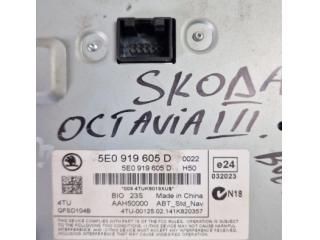 SKODA
OCTAVIA III.
5E0 919 605 D 0022
5E0 919 605 D H50
BIO 23S Made in China
4TU AAH50000 ABT_Std_Nav
4TU-00125.02.141K820357
e24
032023
N18